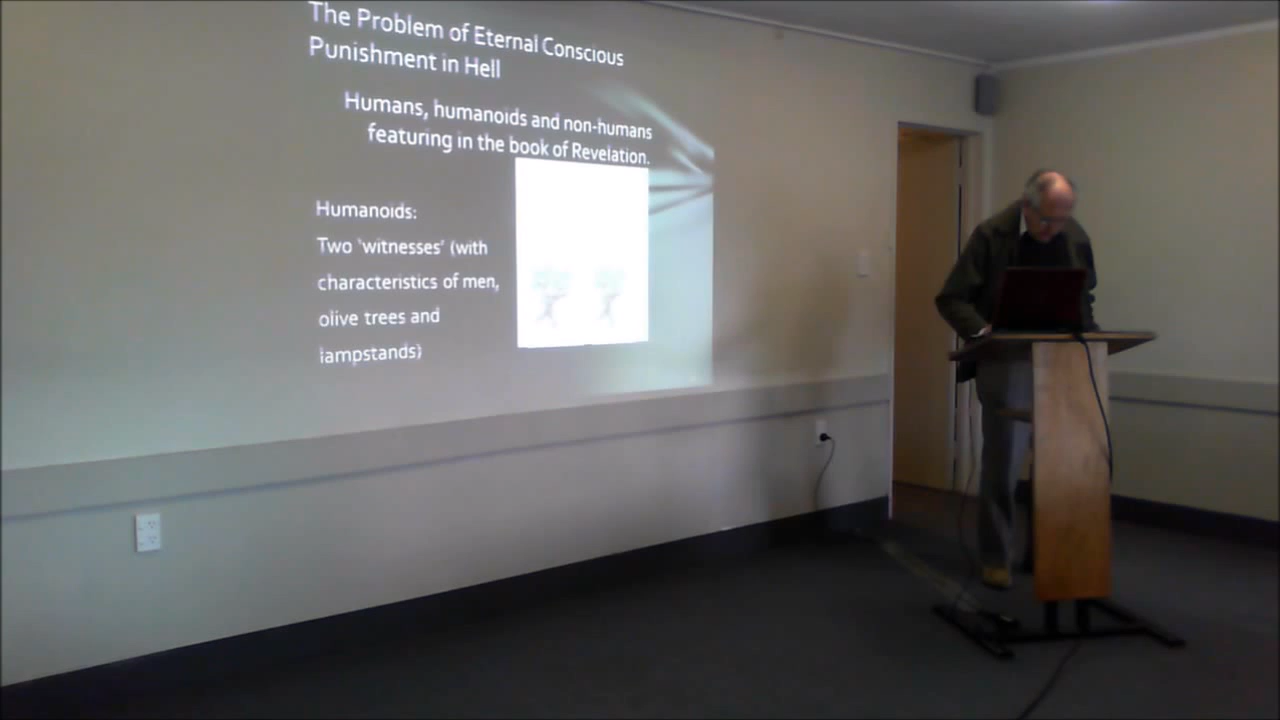 The Problem of Eternal Conscious
Punishment in Hell
Humans, humanoids and non-humans
featuring in the book of Revelation.
Humanoids:
Two 'witnesses' (with
characteristics of men,
olive trees and
lampstands)